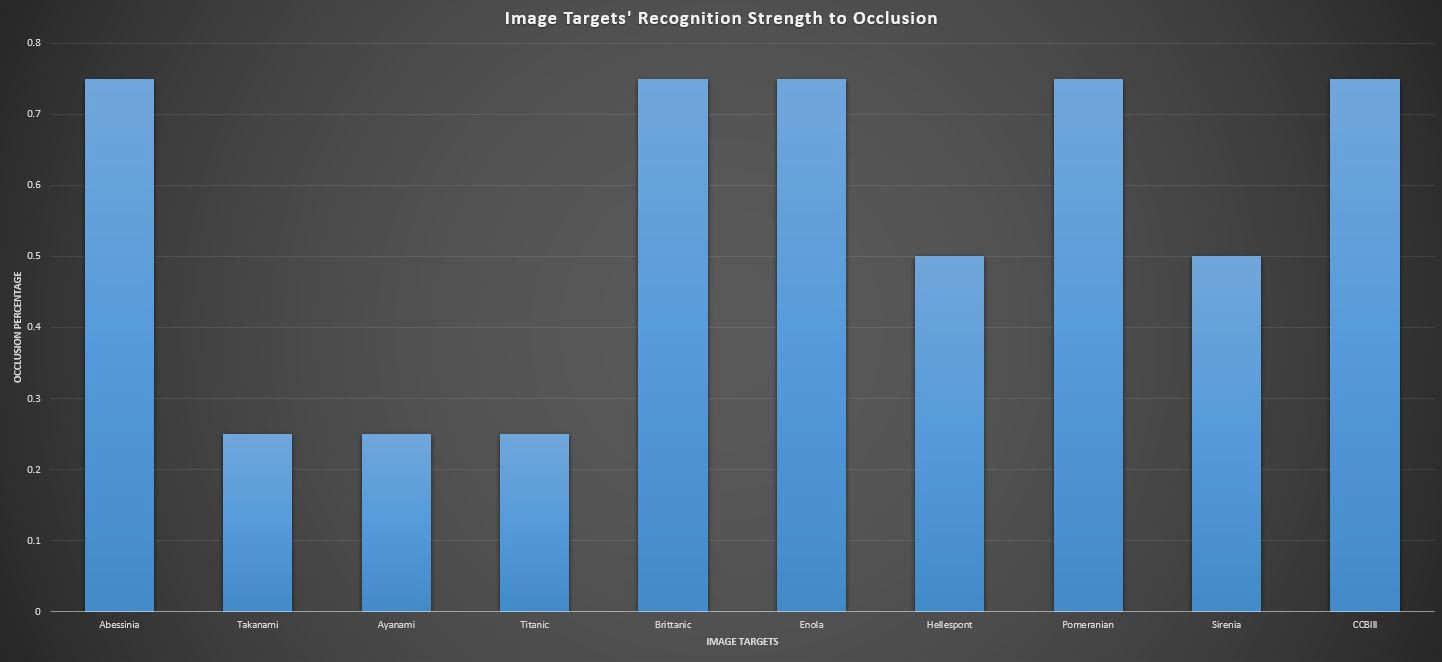 Image Targets' Recognition Strength to Occlusion
0.8
0.7
0.6
0.5
0.4
0.3
0.2
0.1
0
OCCLUSION PERCENTAGE
Abessinia Takanami Ayanami Titanic Brittanic Enola Hellespont Pomeranian Sirenia CCBIII
IMAGE TARGETS